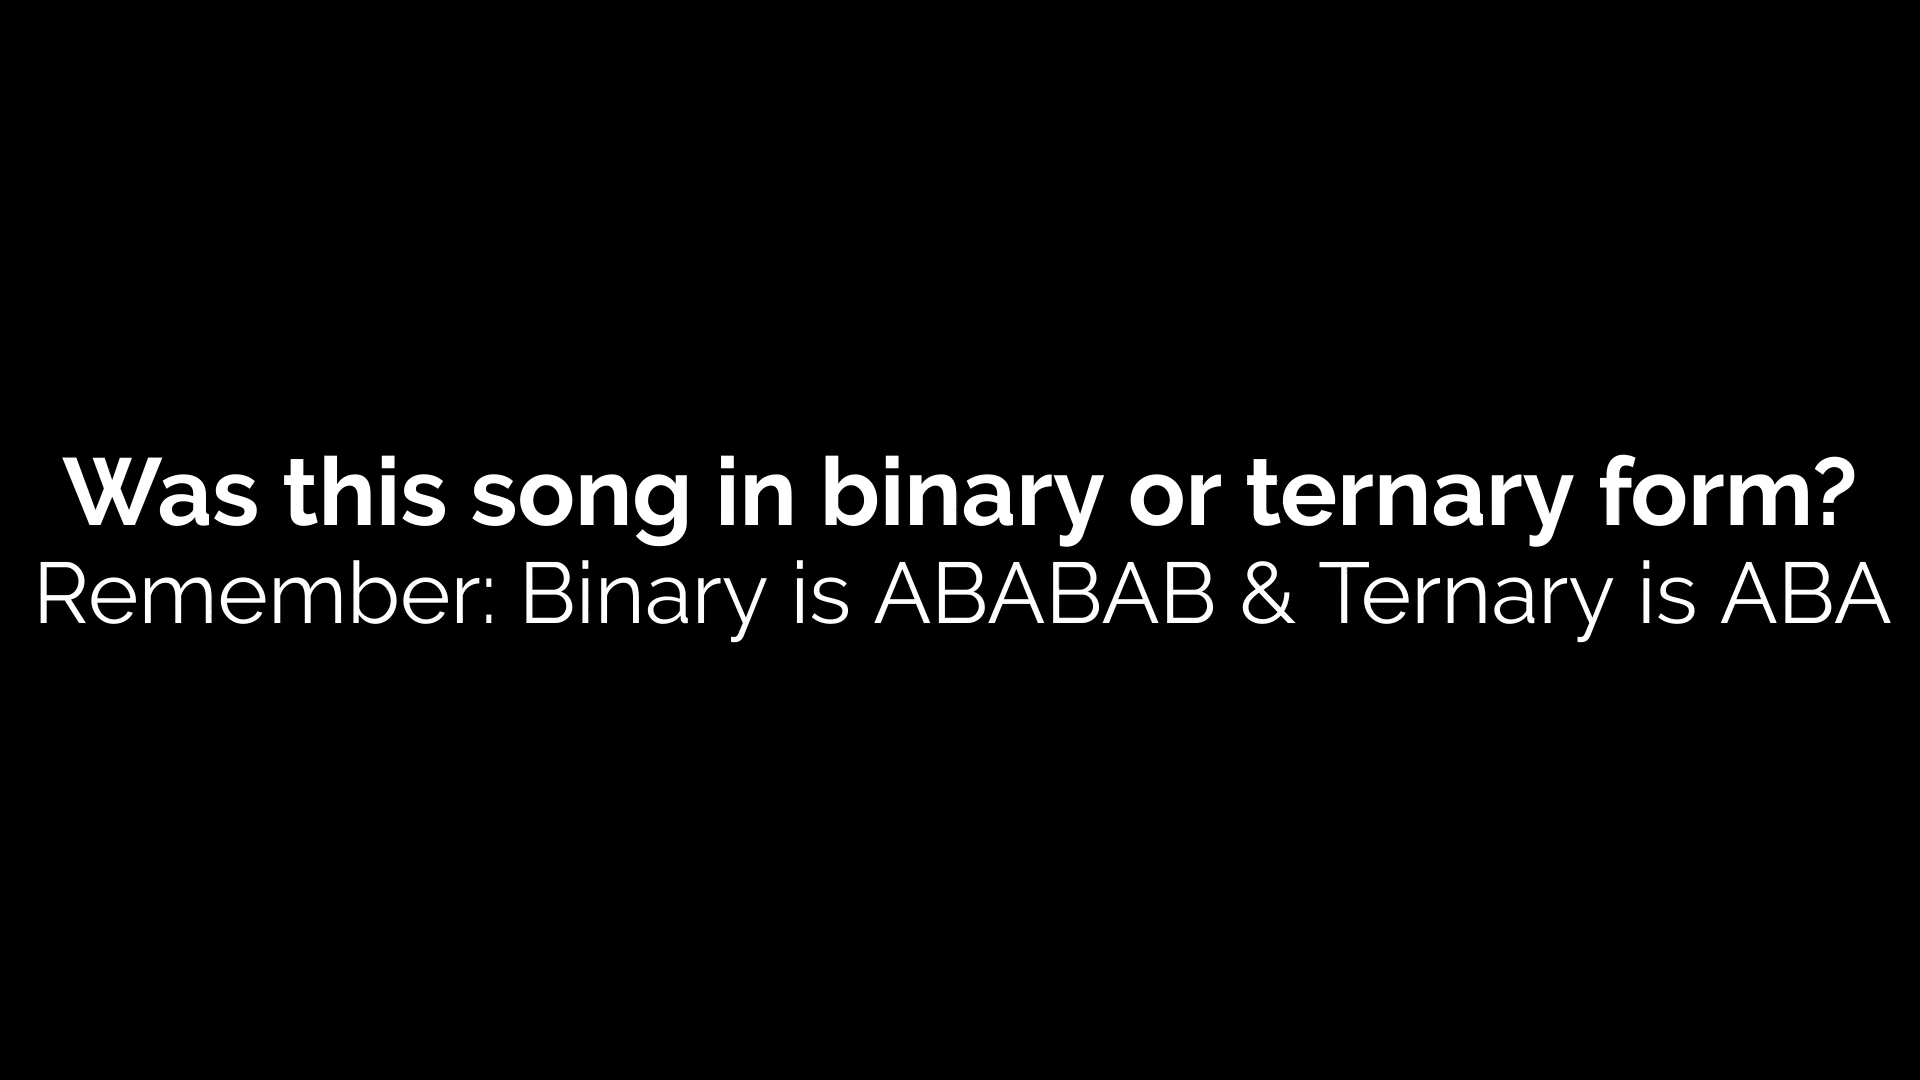 Was this song in binary or ternary form?
Remember: Binary is ABABAB & Ternary is ABA